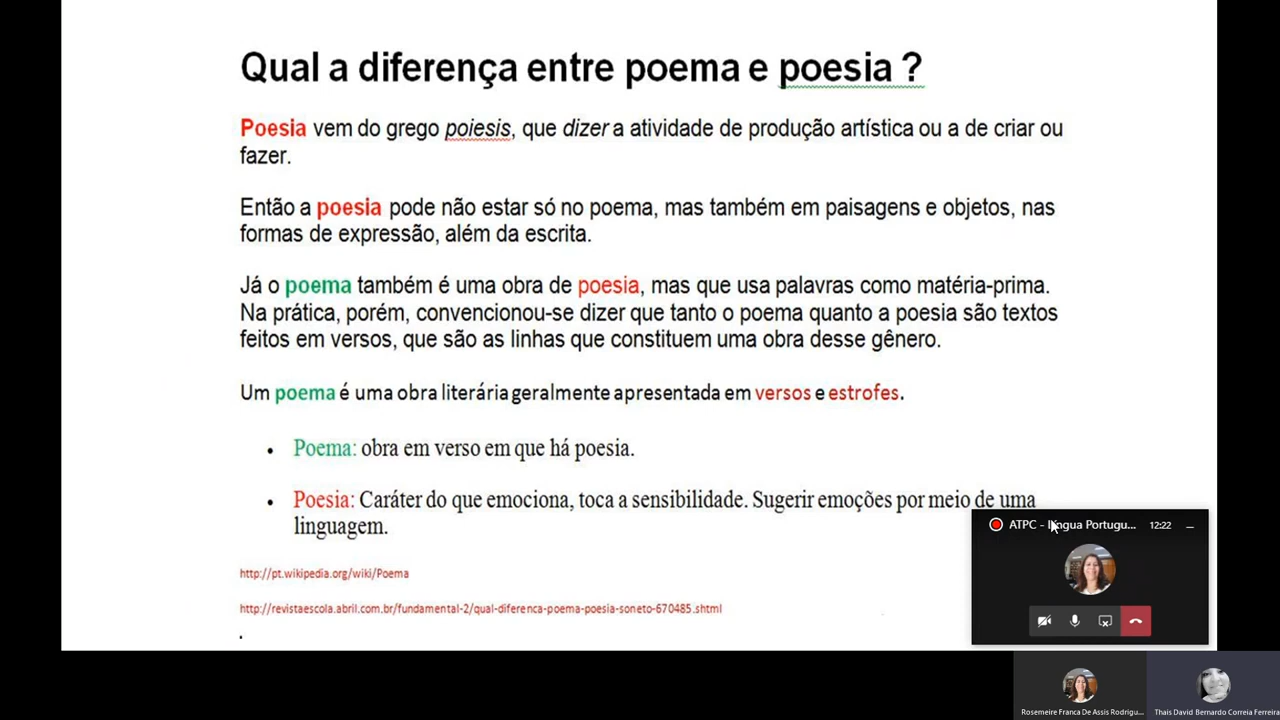 Qual a diferença entre poema e poesia ?
Poesia vem do grego poiesis, que dizer a atividade de produção artística ou a de criar ou
fazer.
Então a poesia pode não estar só no poema, mas também em paisagens e objetos, nas
formas de expressão, além da escrita.
Já o poema também é uma obra de poesia, mas que usa palavras como matéria-prima.
Na prática, porém, convencionou-se dizer que tanto o poema quanto a poesia são textos
feitos em versos, que são as linhas que constituem uma obra desse gênero.
Um poema é uma obra literária geralmente apresentada em versos e estrofes.
• Poema: obra em verso em que há poesia.
• Poesia: Caráter do que emociona, toca a sensibilidade. Sugerir emoções por meio de uma
linguagem.
http://pt.wikipedia.org/wiki/Poema
http://revistaescola.abril.com.br/fundamental-2/qual-diferenca-poema-poesia-soneto-670485.shtml
.
ATPC - Língua Portugu... 12:22
Rosemeire Franca De Assis Rodrigu... Thais David Bernardo Correia Ferreira